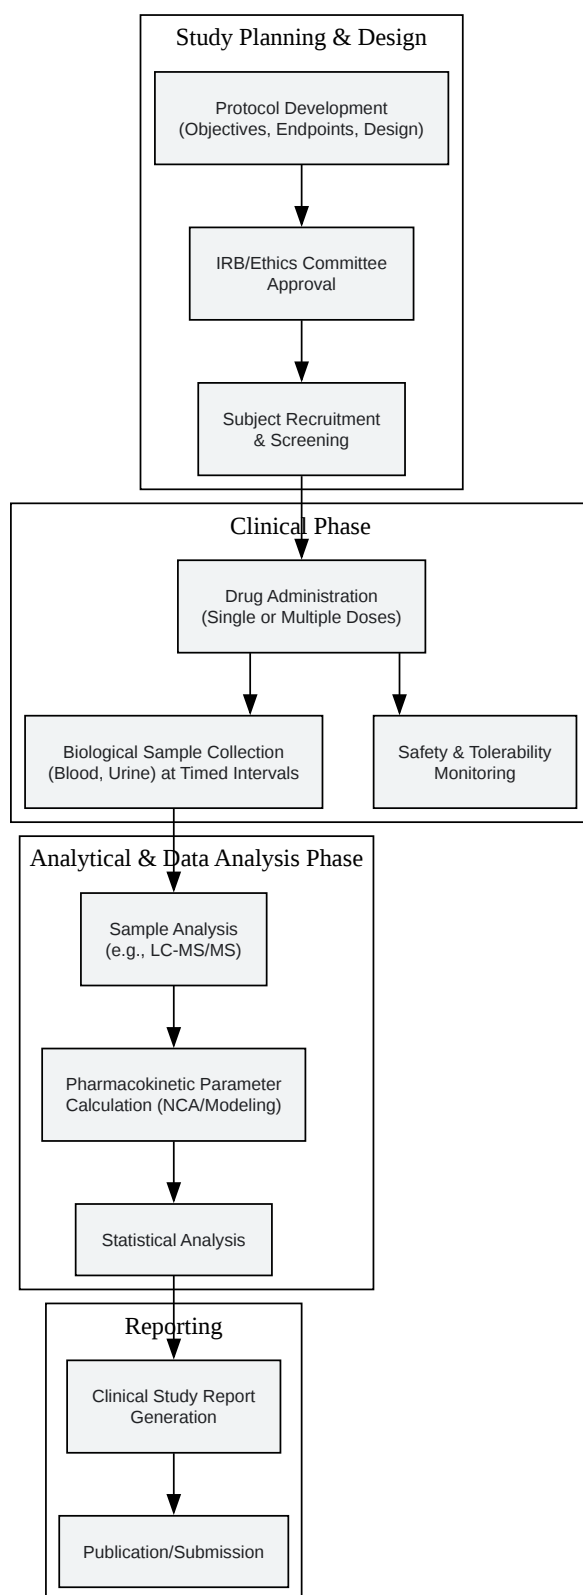 Study Planning & Design
Protocol Development
(Objectives, Endpoints, Design)
IRB/Ethics Committee
Approval
Subject Recruitment
& Screening
Clinical Phase
Drug Administration
(Single or Multiple Doses)
Biological Sample Collection
(Blood, Urine) at Timed Intervals
Safety & Tolerability
Monitoring
Analytical & Data Analysis Phase
Sample Analysis
(e.g., LC-MS/MS)
Pharmacokinetic Parameter
Calculation (NCA/Modeling)
Statistical Analysis
Reporting
Clinical Study Report
Generation
Publication/Submission